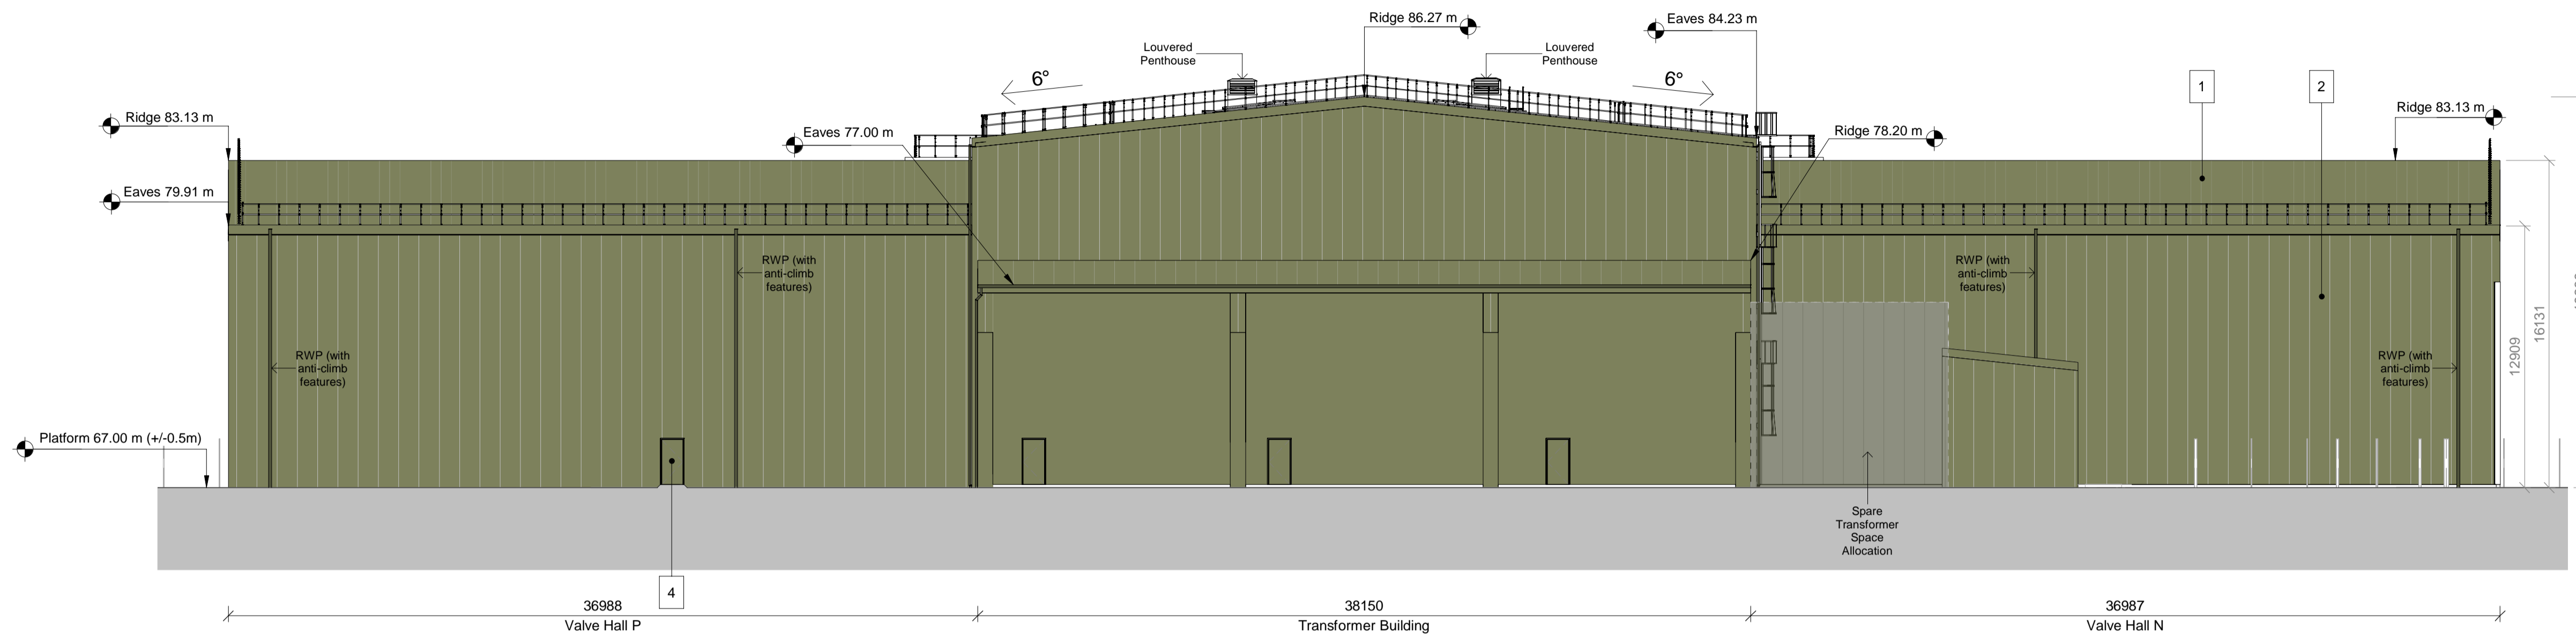 Ridge 86.27 m
Eaves 84.23 m
Louvered
Penthouse
Louvered
Penthouse
6°
6°
1
2
Ridge 83.13 m
Ridge 83.13 m
Eaves 77.00 m
Ridge 78.20 m
Eaves 79.91 m
RWP (with
anti-climb
features)
RWP (with
anti-climb
features)
RWP (with
anti-climb
features)
RWP (with
anti-climb
features)
12909
16131
Platform 67.00 m (+/-0.5m)
Spare
Transformer
Space
Allocation
4
36988
Valve Hall P
38150
Transformer Building
36987
Valve Hall N